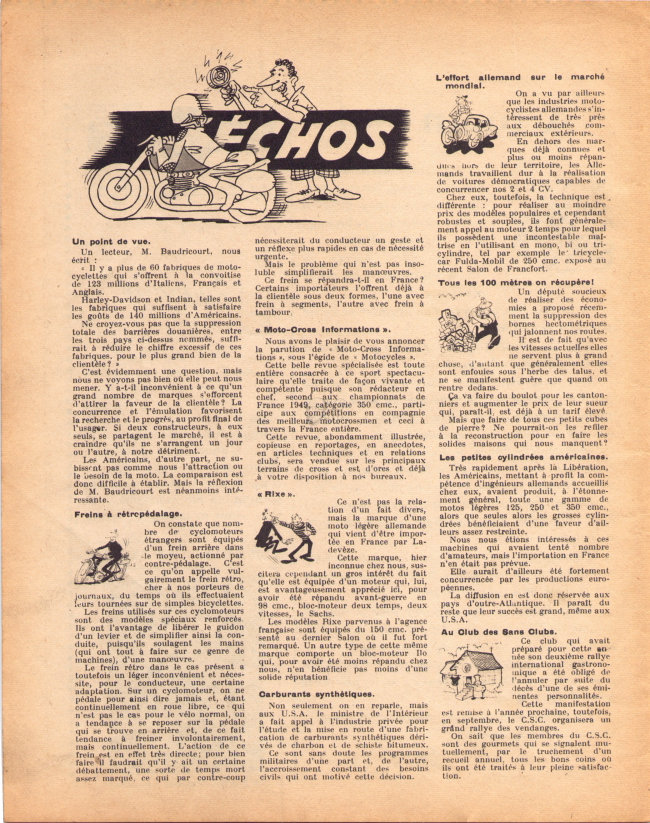 ÉCHOS
Un point de vue.
Un lecteur, M. Baudricourt, nous
écrit :
« Il y a plus de 60 fabriques de moto-
cyclettes qui s'offrent à la convoitise
de 123 millions d'Italiens, Français et
Anglais.
Harley-Davidson et Indian, telles sont
les fabriques qui suffisent à satisfaire
les goûts de 140 millions d'Américains.
Ne croyez-vous pas que la suppression
totale des barrières douanières, entre
les trois pays ci-dessus nommés, suffi-
rait à réduire le chiffre excessif de ces
fabriques, pour le plus grand bien de la
clientèle ? »
C'est évidemment une question, mais
nous ne voyons pas bien où elle peut nous
mener. Y a-t-il inconvénient à ce qu'un
grand nombre de marques s'efforcent
d'attirer la faveur de la clientèle ? La
concurrence et l'émulation favorisent
la recherche et le progrès, au profit final de
l'usager. Si deux constructeurs, à eux
seuls, se partagent le marché, il est à
craindre qu'ils ne s'arrangent un jour
ou l'autre, à notre détriment.
Les Américains, d'autre part, ne su-
bissent pas comme nous l'attraction ou
le besoin de la moto. La comparaison est
donc difficile à établir. Mais la réflexion
de M. Baudricourt est néanmoins inté-
ressante.
Freins à rétropédalage.
On constate que nom-
bre de cyclomoteurs
étrangers sont équipés
d'un frein arrière dans
le moyeu, actionné par
contre-pédalage. C'est
ce qu'on appelle vul-
gairement le frein rétro,
cher à nos porteurs de
journaux, du temps où ils effectuaient
leurs tournées sur de simples bicyclettes.
Les freins utilisés sur ces cyclomoteurs
sont des modèles spéciaux renforcés.
Ils ont l'avantage de libérer le guidon
d'un levier et de simplifier ainsi la con-
duite, puisqu'ils soulagent les mains
(qui ont tout à faire sur ce genre de
machines), d'une manœuvre.
Le frein rétro dans le cas présent a
toutefois un léger inconvénient et néces-
site, pour le conducteur, une certaine
adaptation. Sur un cyclomoteur, on ne
pédale pour ainsi dire jamais et, étant
continuellement en roue libre, ce qui
n'est pas le cas pour le vélo normal, on
a tendance à se reposer sur la pédale
qui se trouve en arrière et, de ce fait
tendance à freiner involontairement,
mais continuellement. L'action de ce
frein est en effet très directe; pour bien
faire il faudrait qu'il y ait un certain
débattement, une sorte de temps mort
assez marqué, ce qui par contre-coup
nécessiterait du conducteur un geste et
un réflexe plus rapides en cas de nécessité
urgente.
Mais le problème qui n'est pas inso-
luble simplifierait les manœuvres.
Ce frein se répandra-t-il en France ?
Certains importateurs l'offrent déjà à
la clientèle sous deux formes, l'une avec
frein à segments, l'autre avec frein à
tambour.
« Moto-Cross Informations ».
Nous avons le plaisir de vous annoncer
la parution de « Moto-Cross Informa-
tions », sous l'égide de « Motocycles ».
Cette belle revue spécialisée est toute
entière consacrée à ce sport spectacu-
laire qu'elle traite de façon vivante et
compétente puisque son rédacteur en
chef, second aux championnats de
France 1949, catégorie 350 cmc., parti-
cipe aux compétitions en compagnie
des meilleurs motocrossmen et ceci à
travers la France entière.
Cette revue, abondamment illustrée,
copieuse en reportages, en anecdotes,
en articles techniques et en relations
clubs, sera vendue sur les principaux
terrains de cross et est d'ores et déjà
à votre disposition à nos bureaux.
« Rixe ».
Ce n'est pas la rela-
tion d'un fait divers,
mais la marque d'une
moto légère allemande
qui vient d'être impor-
tée en France par La-
devèze.
Cette marque, hier
inconnue chez nous, sus-
citera cependant un gros intérêt du fait
qu'elle est équipée d'un moteur qui, lui,
est avantageusement apprécié ici, pour
avoir été répandu avant-guerre en
98 cmc., bloc-moteur deux temps, deux
vitesses, le Sachs.
Les modèles Rixe parvenus à l'agence
française sont équipés du 150 cmc. pré-
senté au dernier Salon où il fut fort
remarqué. Un autre type de cette même
marque comporte un bloc-moteur Ilo
qui, pour avoir été moins répandu chez
nous, n'en bénéficie pas moins d'une
solide réputation
Carburants synthétiques.
Non seulement on en reparle, mais
aux U.S.A. le ministre de l'Intérieur
a fait appel à l'industrie privée pour
l'étude et la mise en route d'une fabri-
cation de carburants synthétiques déri-
vés de charbon et de schiste bitumeux.
Ce sont sans doute les programmes
militaires d'une part et, de l'autre,
l'accroissement constant des besoins
civils qui ont motivé cette décision.
L'effort allemand sur le marché
mondial.
On a vu par ailleurs
que les industries moto-
cyclistes allemandes s'in-
téressent de très près
aux débouchés com-
merciaux extérieurs.
En dehors des mar-
ques déjà connues et
plus ou moins répan-
dues hors de leur territoire, les Alle-
mands travaillent dur à la réalisation
de voitures démocratiques capables de
concurrencer nos 2 et 4 CV.
Chez eux, toutefois, la technique est
différente : pour réaliser au moindre
prix des modèles populaires et cependant
robustes et souples, ils font générale-
ment appel au moteur 2 temps pour lequel
ils possèdent une incontestable maî-
trise en l'utilisant en mono, bi ou tri-
cylindre, tel par exemple le tricycle-
car Fulda-Mobil de 250 cmc. exposé au
récent Salon de Francfort.
Tous les 100 mètres on récupère!
Un député soucieux
de réaliser des écono-
mies a proposé récem-
ment la suppression des
bornes hectométriques
qui jalonnent nos routes.
Il est de fait qu'avec
les vitesses actuelles elles
ne servent plus à grand
chose, d'autant que généralement elles
sont enfouies sous l'herbe des talus, et
ne se manifestent guère que quand on
rentre dedans.
Ça va faire du boulot pour les canton-
niers et augmenter le prix de leur sueur
qui, paraît-il, est déjà à un tarif élevé.
Mais que faire de tous ces petits cubes
de pierre ? Ne pourrait-on les refiler
à la reconstruction pour en faire les
solides maisons qui nous manquent ?
Les petites cylindrées américaines.
Très rapidement après la Libération,
les Américains, mettant à profit la com-
pétence d'ingénieurs allemands accueillis
chez eux, avaient produit, à l'étonne-
ment général, toute une gamme de
motos légères 125, 250 et 350 cmc.,
alors que seules alors les grosses cylin-
drées bénéficiaient d'une faveur d'ail-
leurs assez restreinte.
Nous nous étions intéressés à ces
machines qui avaient tenté nombre
d'amateurs, mais l'importation en France
n'en était pas prévue.
Elle aurait d'ailleurs été fortement
concurrencée par les productions euro-
péennes.
La diffusion en est donc réservée aux
pays d'outre-Atlantique. Il paraît du
reste que leur succès est grand, même aux
U.S.A.
Au Club des Sans Clubs.
Ce club qui avait
préparé pour cette an-
née son deuxième rallye
international gastrono-
mique a été obligé de
l'annuler par suite du
décès d'une de ses émi-
nentes personnalités.
Cette manifestation
est remise à l'année prochaine, toutefois,
en septembre, le C.S.C. organisera un
grand rallye des vendanges.
On sait que les membres du C.S.C.
sont des gourmets qui se signalent mu-
tuellement, par le truchement d'un
recueil annuel, tous les bons coins où
ils ont été traités à leur pleine satisfac-
tion.